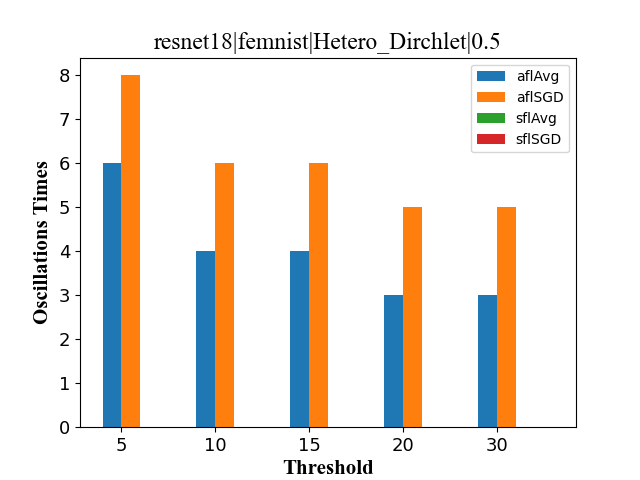 resnet18|femnist|Hetero_Dirchlet|0.5
aflAvg
aflSGD
sflAvg
sflSGD
8
7
6
5
4
3
2
1
0
Oscillations Times
5 10 15 20 30
Threshold